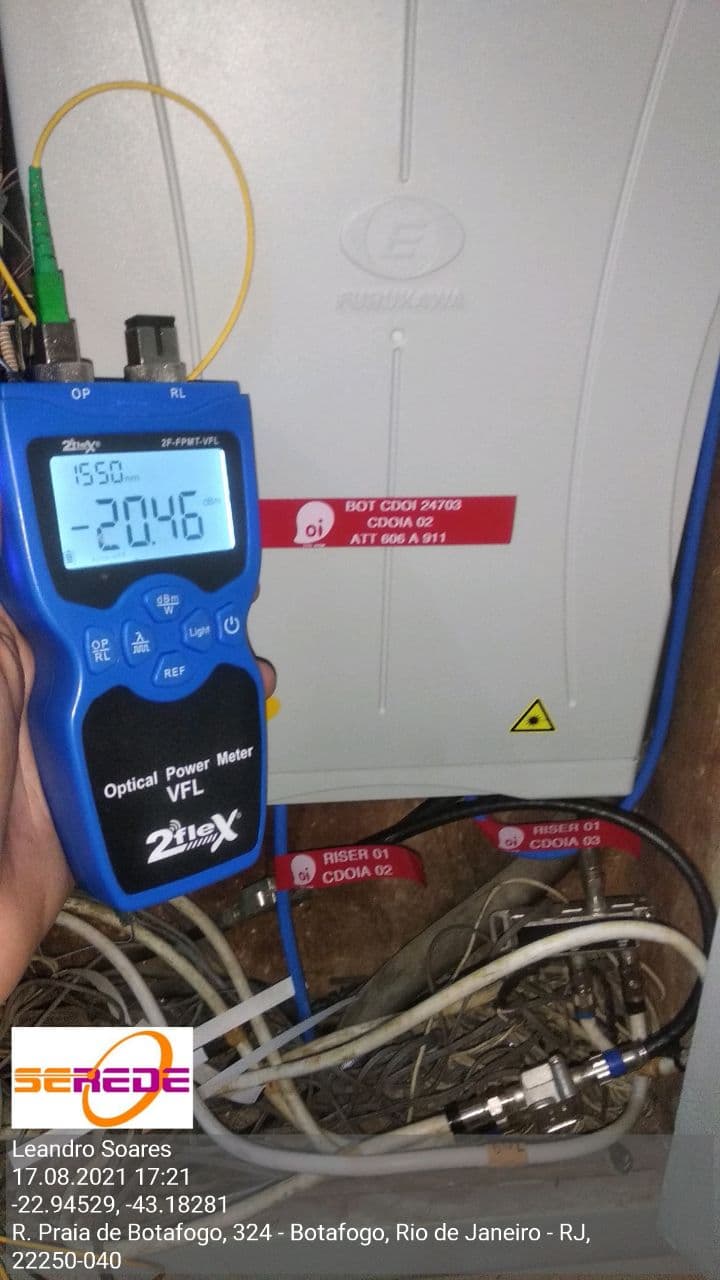 FURUKAWA
OP
RL
2flex®
2F-FPMT-VFL
1550nm
-20.46 dBm
dBm
W
OP
RL
λ
Light
REF
Optical Power Meter
VFL
2flex
oi
BOT CDOI 24703
CDOIA 02
ATT 606 A 911
oi
RISER 01
CDOIA 02
oi
RISER 01
CDOIA 03
SEREDE
Leandro Soares
17.08.2021 17:21
-22.94529, -43.18281
R. Praia de Botafogo, 324 - Botafogo, Rio de Janeiro - RJ,
22250-040